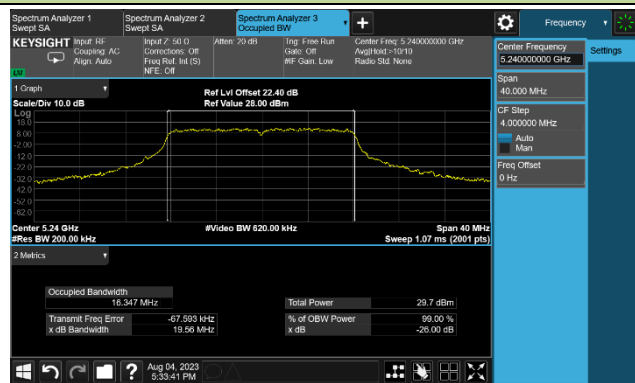 Spectrum Analyzer 1
Swept SA
Spectrum Analyzer 2
Swept SA
Spectrum Analyzer 3
Occupied BW
+
Frequency
KEYSIGHT
Input: RF
Coupling: AC
Align: Auto
Input Z: 50 Ω
Corrections: Off
Freq Ref: Int (S)
NFE: Off
Atten: 20 dB
Trig: Free Run
Gate: Off
#IF Gain: Low
Center Freq: 5.240000000 GHz
Avg|Hold:>10/10
Radio Std: None
LXI
Center Frequency
5.240000000 GHz
Settings
Span
40.000 MHz
CF Step
4.000000 MHz
Auto
Man
Freq Offset
0 Hz
1 Graph
Scale/Div 10.0 dB
Ref Lvl Offset 22.40 dB
Ref Value 28.00 dBm
Log
18.0
8.00
-2.00
-12.0
-22.0
-32.0
-42.0
-52.0
-62.0
Center 5.24 GHz
#Res BW 200.00 kHz
#Video BW 620.00 kHz
Span 40 MHz
Sweep 1.07 ms (2001 pts)
2 Metrics
Occupied Bandwidth
16.347 MHz
Total Power 29.7 dBm
Transmit Freq Error -67.593 kHz
% of OBW Power 99.00 %
x dB Bandwidth 19.56 MHz
x dB -26.00 dB
?
Aug 04, 2023
5:33:41 PM